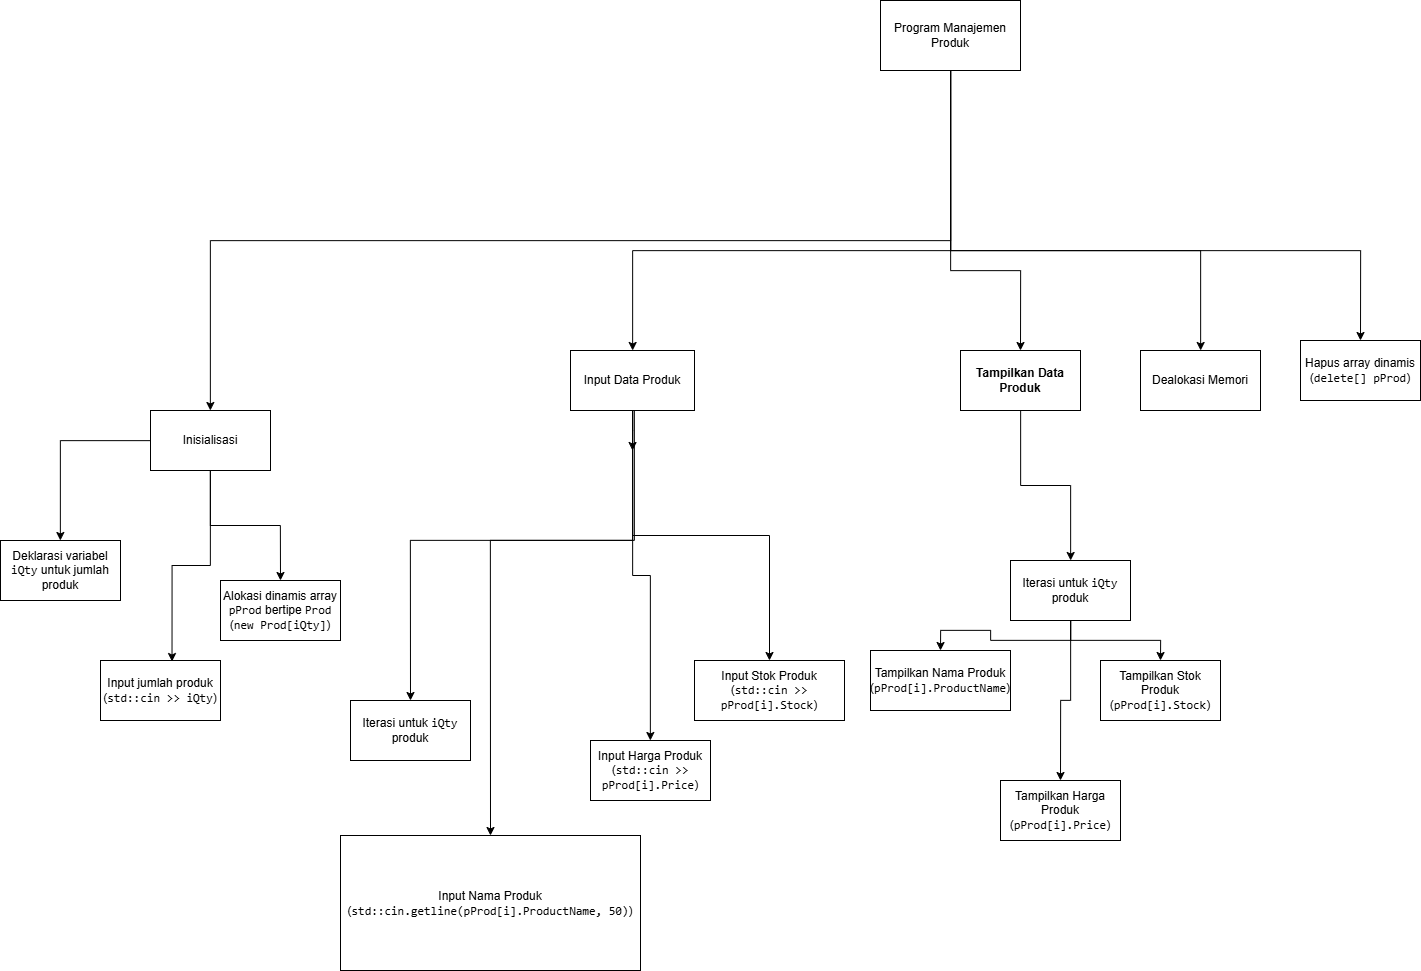 Program Manajemen
Produk
Input Data Produk
Tampilkan Data
Produk
Dealokasi Memori
Hapus array dinamis
(delete[] pProd)
Inisialisasi
Deklarasi variabel
iQty untuk jumlah
produk
Alokasi dinamis array
pProd bertipe Prod
(new Prod[iQty])
Input jumlah produk
(std::cin >> iQty)
Iterasi untuk iQty
produk
Input Nama Produk
(std::cin.getline(pProd[i].ProductName, 50))
Input Harga Produk
(std::cin >>
pProd[i].Price)
Input Stok Produk
(std::cin >>
pProd[i].Stock)
Iterasi untuk iQty
produk
Tampilkan Nama Produk
(pProd[i].ProductName)
Tampilkan Harga
Produk
(pProd[i].Price)
Tampilkan Stok
Produk
(pProd[i].Stock)